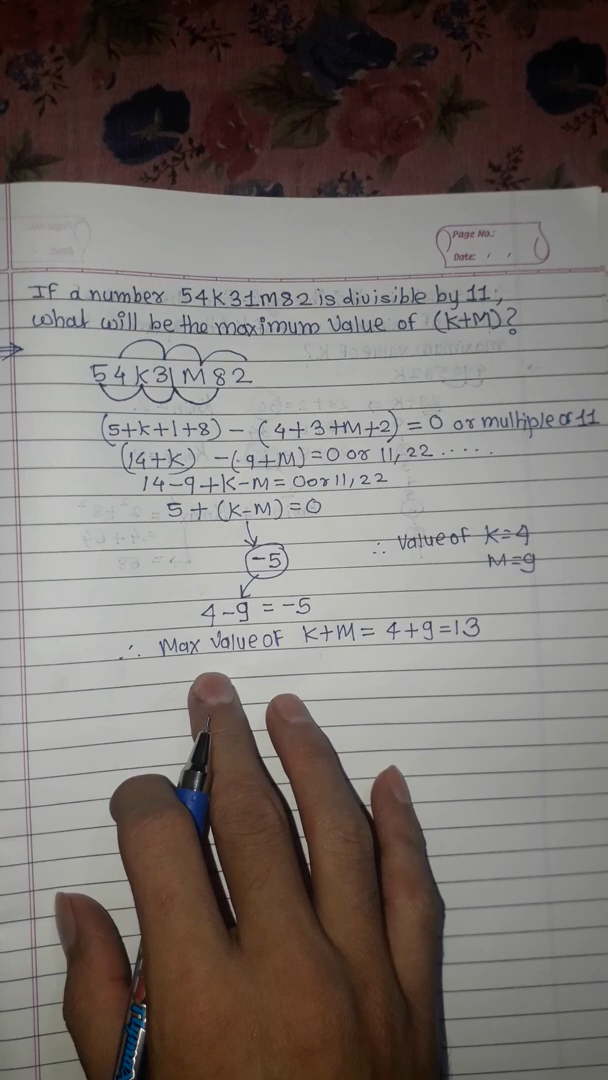 Page No.:
Date: , ,
If a number 54K31M82 is divisible by 11,
what will be the maximum value of (K+M)?
54K31M82
(5+K+1+8) - (4+3+M+2) = 0 or multiple of 11
(14+K) - (9+M) = 0 or 11, 22 .....
14-9+K-M = 0 or 11, 22
5 + (K-M) = 0
-5
∴ Value of K=4
M=9
4-9 = -5
∴ Max value of K+M = 4+9=13